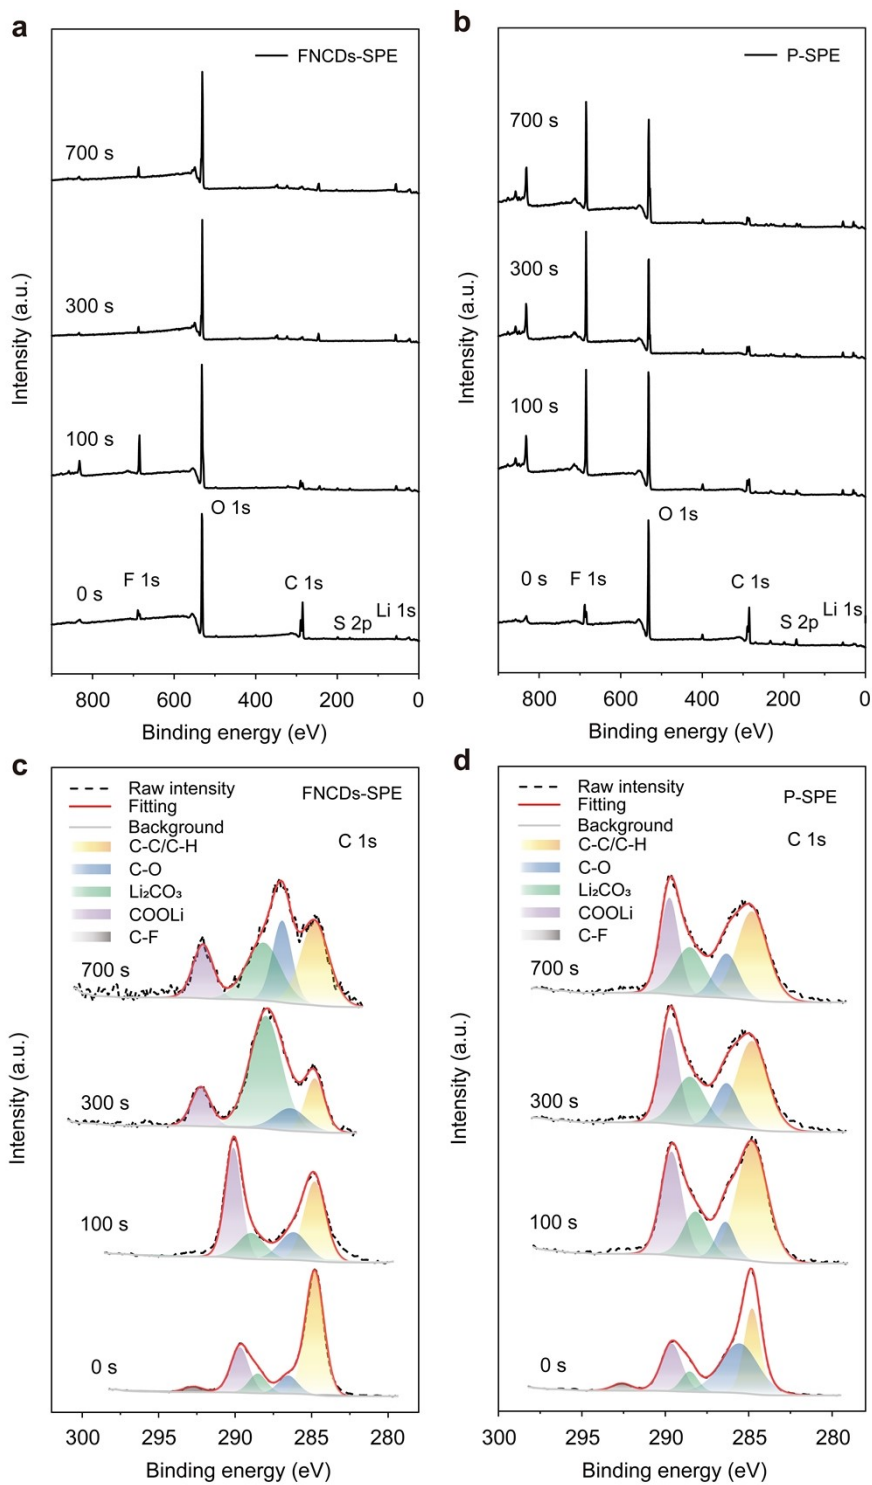 a
FNCDs-SPE
700 s
300 s
100 s
O 1s
F 1s
C 1s
0 s
S 2p
Li 1s
Intensity (a.u.)
800
600
400
200
0
Binding energy (eV)
b
P-SPE
700 s
300 s
100 s
O 1s
0 s
F 1s
C 1s
S 2p
Li 1s
Intensity (a.u.)
800
600
400
200
0
Binding energy (eV)
c
Raw intensity
FNCDs-SPE
Fitting
Background
C-C/C-H
C 1s
C-O
Li₂CO₃
COOLi
C-F
700 s
300 s
100 s
0 s
Intensity (a.u.)
300
295
290
285
280
Binding energy (eV)
d
Raw intensity
P-SPE
Fitting
Background
C-C/C-H
C 1s
C-O
Li₂CO₃
COOLi
C-F
700 s
300 s
100 s
0 s
Intensity (a.u.)
300
295
290
285
280
Binding energy (eV)